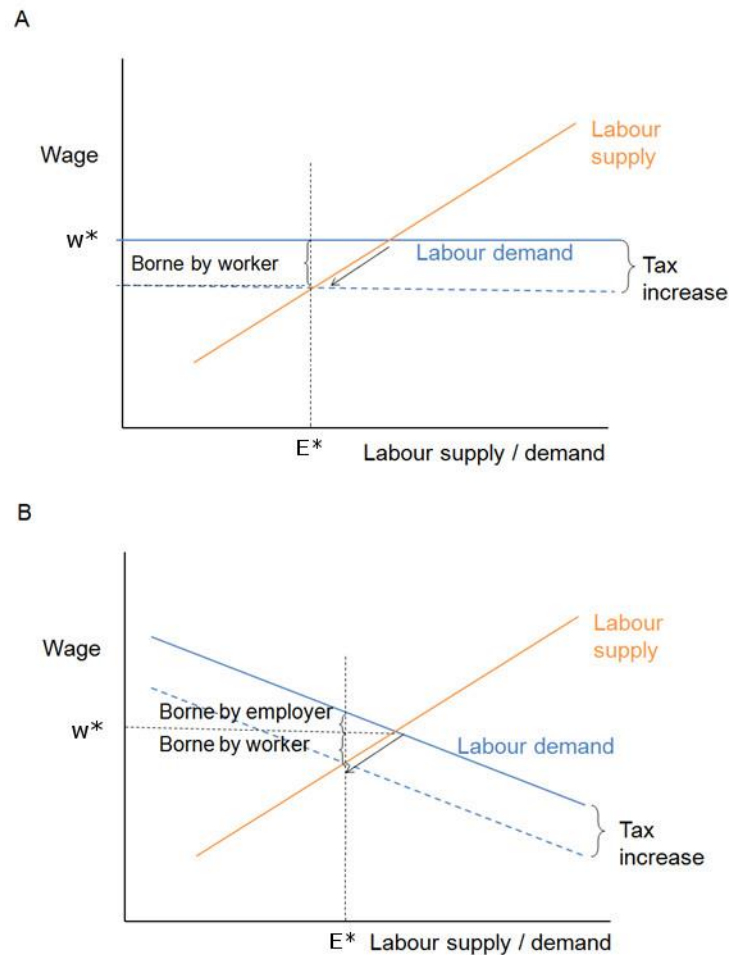 A
Labour
supply
Wage
w*
Labour demand
Borne by worker
Tax
increase
E*
Labour supply / demand
B
Labour
supply
Wage
Borne by employer
w*
Borne by worker
Labour demand
Tax
increase
E*
Labour supply / demand